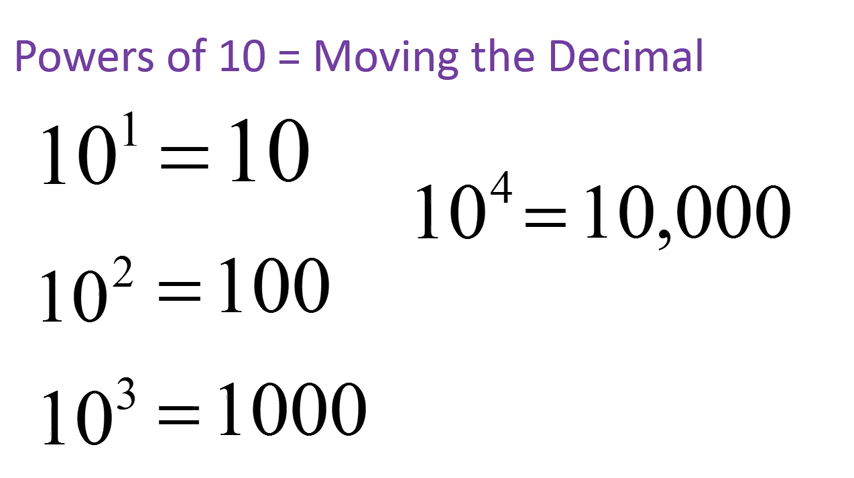 Powers of 10 = Moving the Decimal
10¹ = 10
10² = 100
10³ = 1000
10⁴ = 10,000